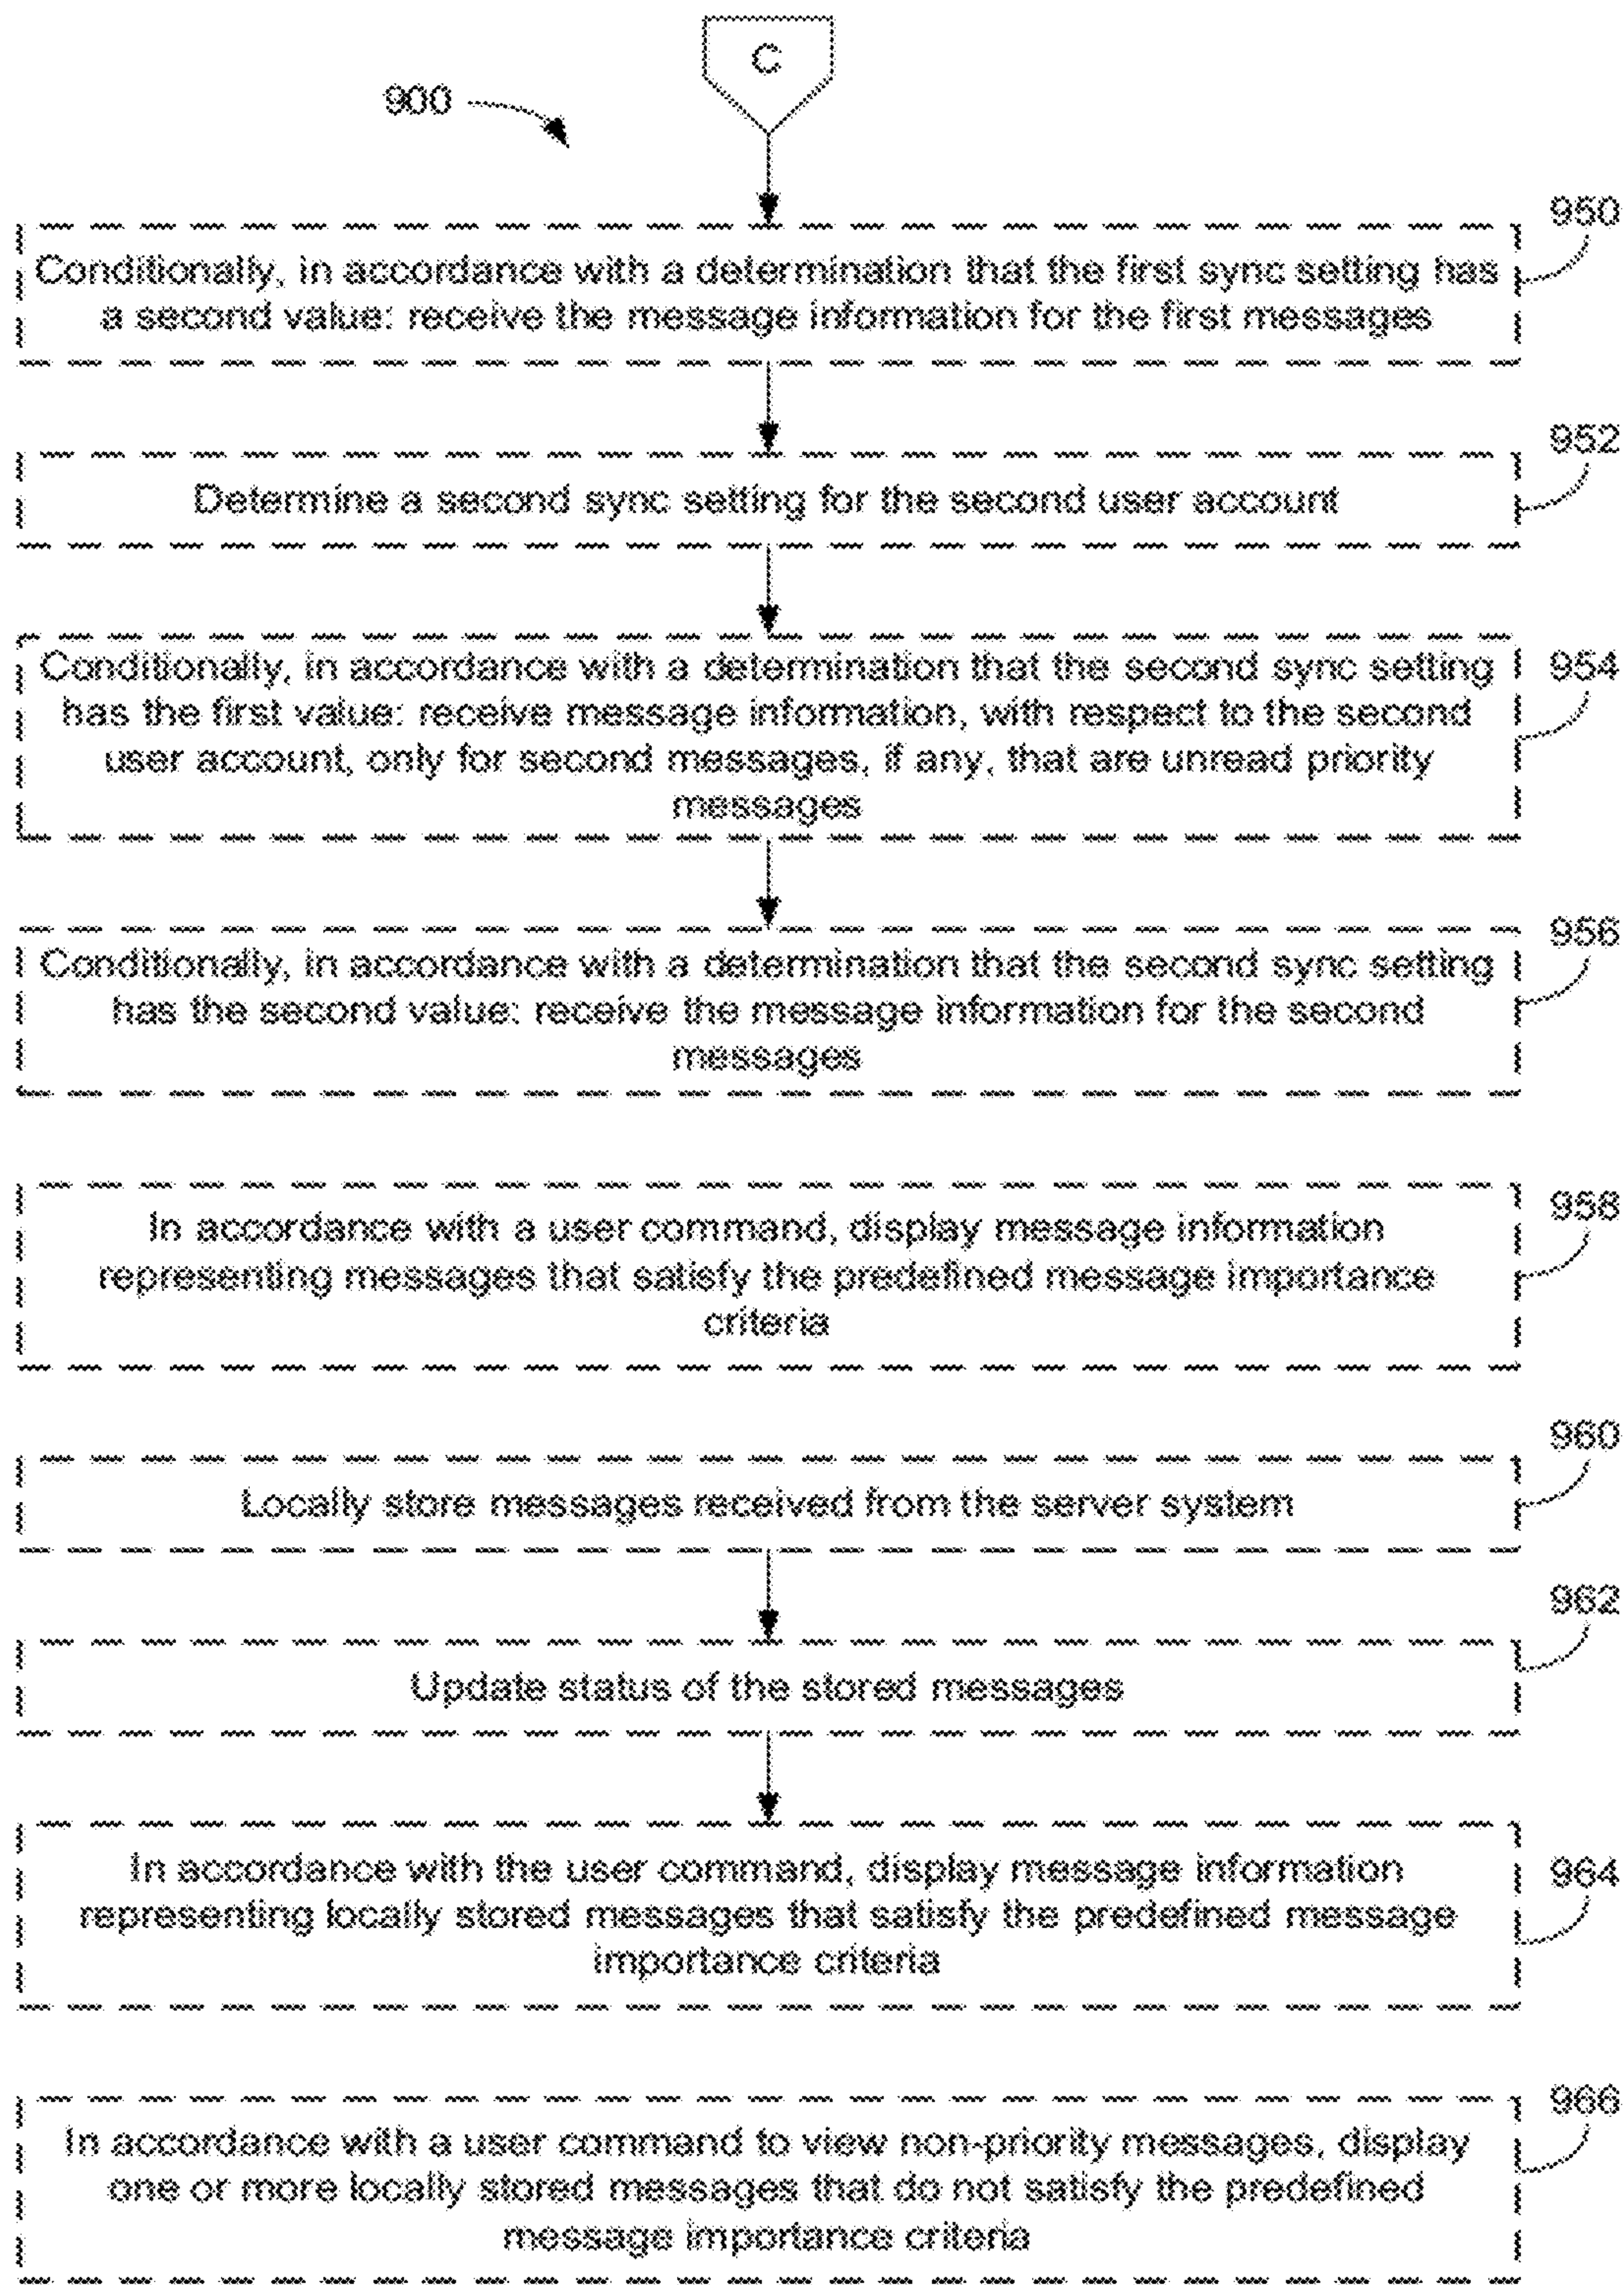 C
900
950
Conditionally, in accordance with a determination that the first sync setting has
a second value: receive the message information for the first messages
952
Determine a second sync setting for the second user account
954
Conditionally, in accordance with a determination that the second sync setting
has the first value: receive message information, with respect to the second
user account, only for second messages, if any, that are unread priority
messages
956
Conditionally, in accordance with a determination that the second sync setting
has the second value: receive the message information for the second
messages
958
In accordance with a user command, display message information
representing messages that satisfy the predefined message importance
criteria
960
Locally store messages received from the server system
962
Update status of the stored messages
964
In accordance with the user command, display message information
representing locally stored messages that satisfy the predefined message
importance criteria
966
In accordance with a user command to view non-priority messages, display
one or more locally stored messages that do not satisfy the predefined
message importance criteria